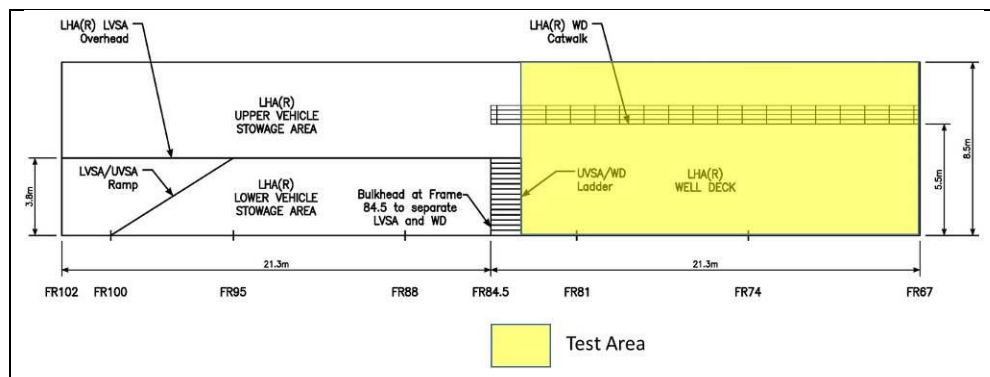 LHA(R) LVSA
Overhead
LHA(R) WD
Catwalk
LHA(R)
UPPER VEHICLE
STOWAGE AREA
LVSA/UVSA
Ramp
LHA(R)
LOWER VEHICLE
STOWAGE AREA
Bulkhead at Frame
84.5 to separate
LVSA and WD
UVSA/WD
Ladder
LHA(R)
WELL DECK
3.8m
5.5m
8.5m
21.3m
21.3m
FR102
FR100
FR95
FR88
FR84.5
FR81
FR74
FR67
Test Area